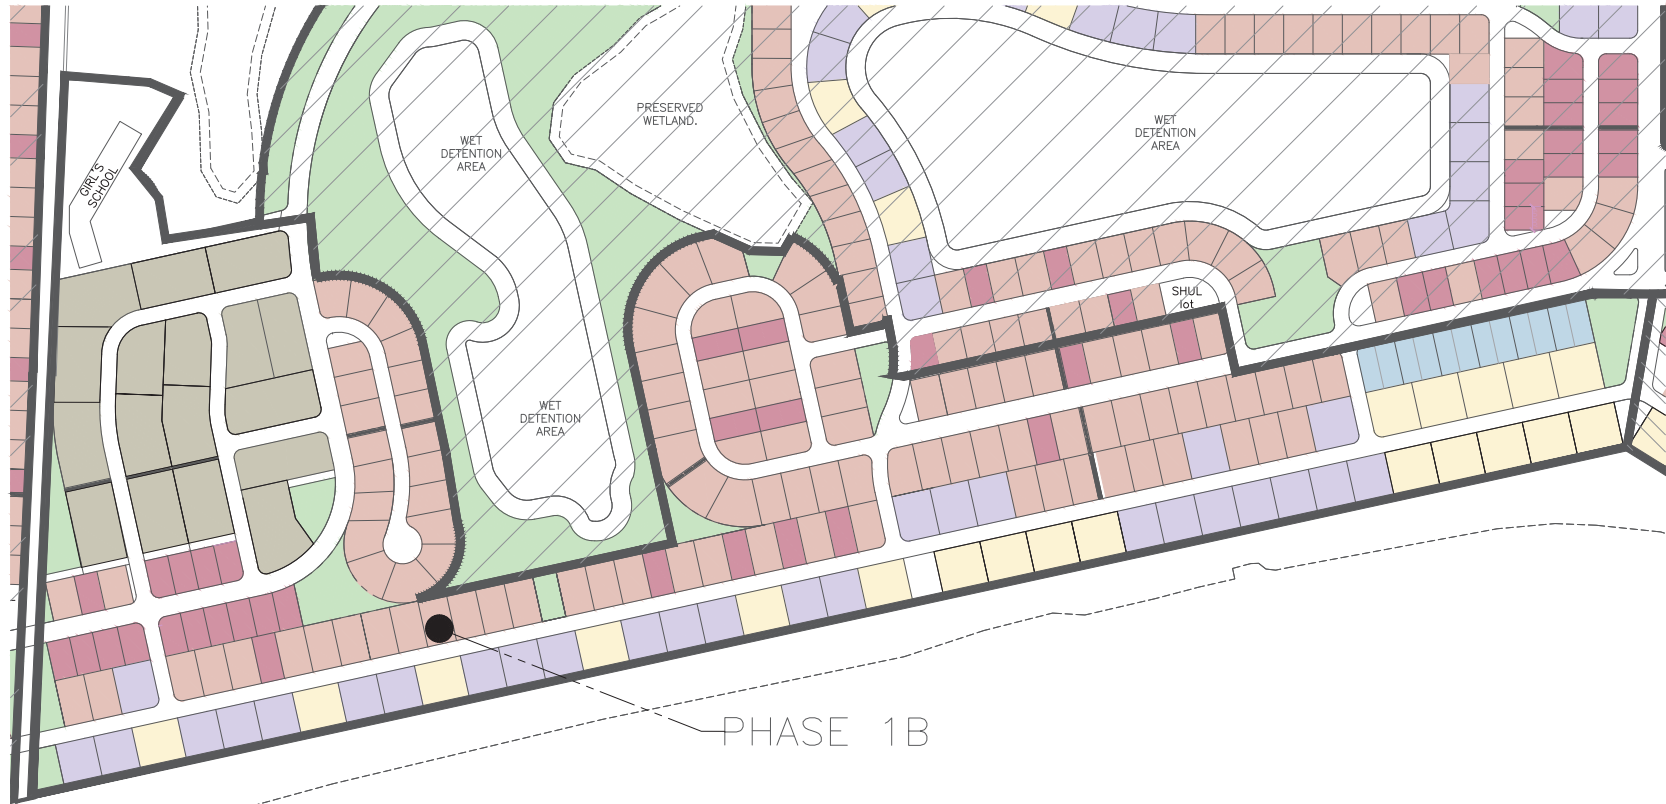 PRESERVED
WETLAND.
WET
DETENTION
AREA
WET
DETENTION
AREA
GIRL'S
SCHOOL
SHUL
lot
WET
DETENTION
AREA
PHASE 1B